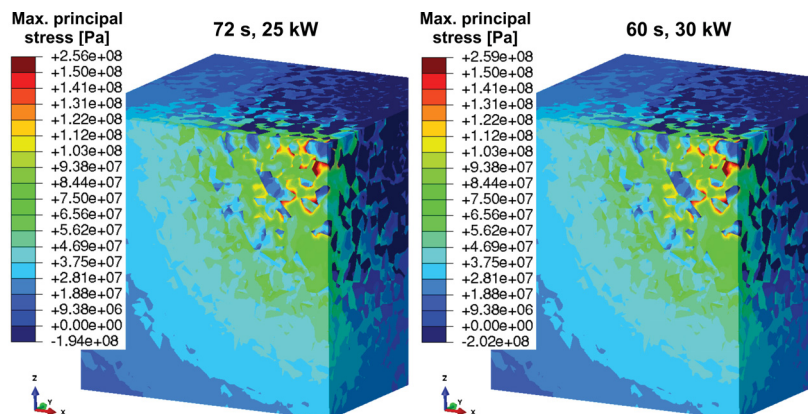 Max. principal
stress [Pa]
72 s, 25 kW
+2.56e+08
+1.50e+08
+1.41e+08
+1.31e+08
+1.22e+08
+1.12e+08
+1.03e+08
+9.38e+07
+8.44e+07
+7.50e+07
+6.56e+07
+5.62e+07
+4.69e+07
+3.75e+07
+2.81e+07
+1.88e+07
+9.38e+06
+0.00e+00
-1.94e+08
Z
Y
X
Max. principal
stress [Pa]
60 s, 30 kW
+2.59e+08
+1.50e+08
+1.41e+08
+1.31e+08
+1.22e+08
+1.12e+08
+1.03e+08
+9.38e+07
+8.44e+07
+7.50e+07
+6.56e+07
+5.62e+07
+4.69e+07
+3.75e+07
+2.81e+07
+1.88e+07
+9.38e+06
+0.00e+00
-2.02e+08
Z
Y
X